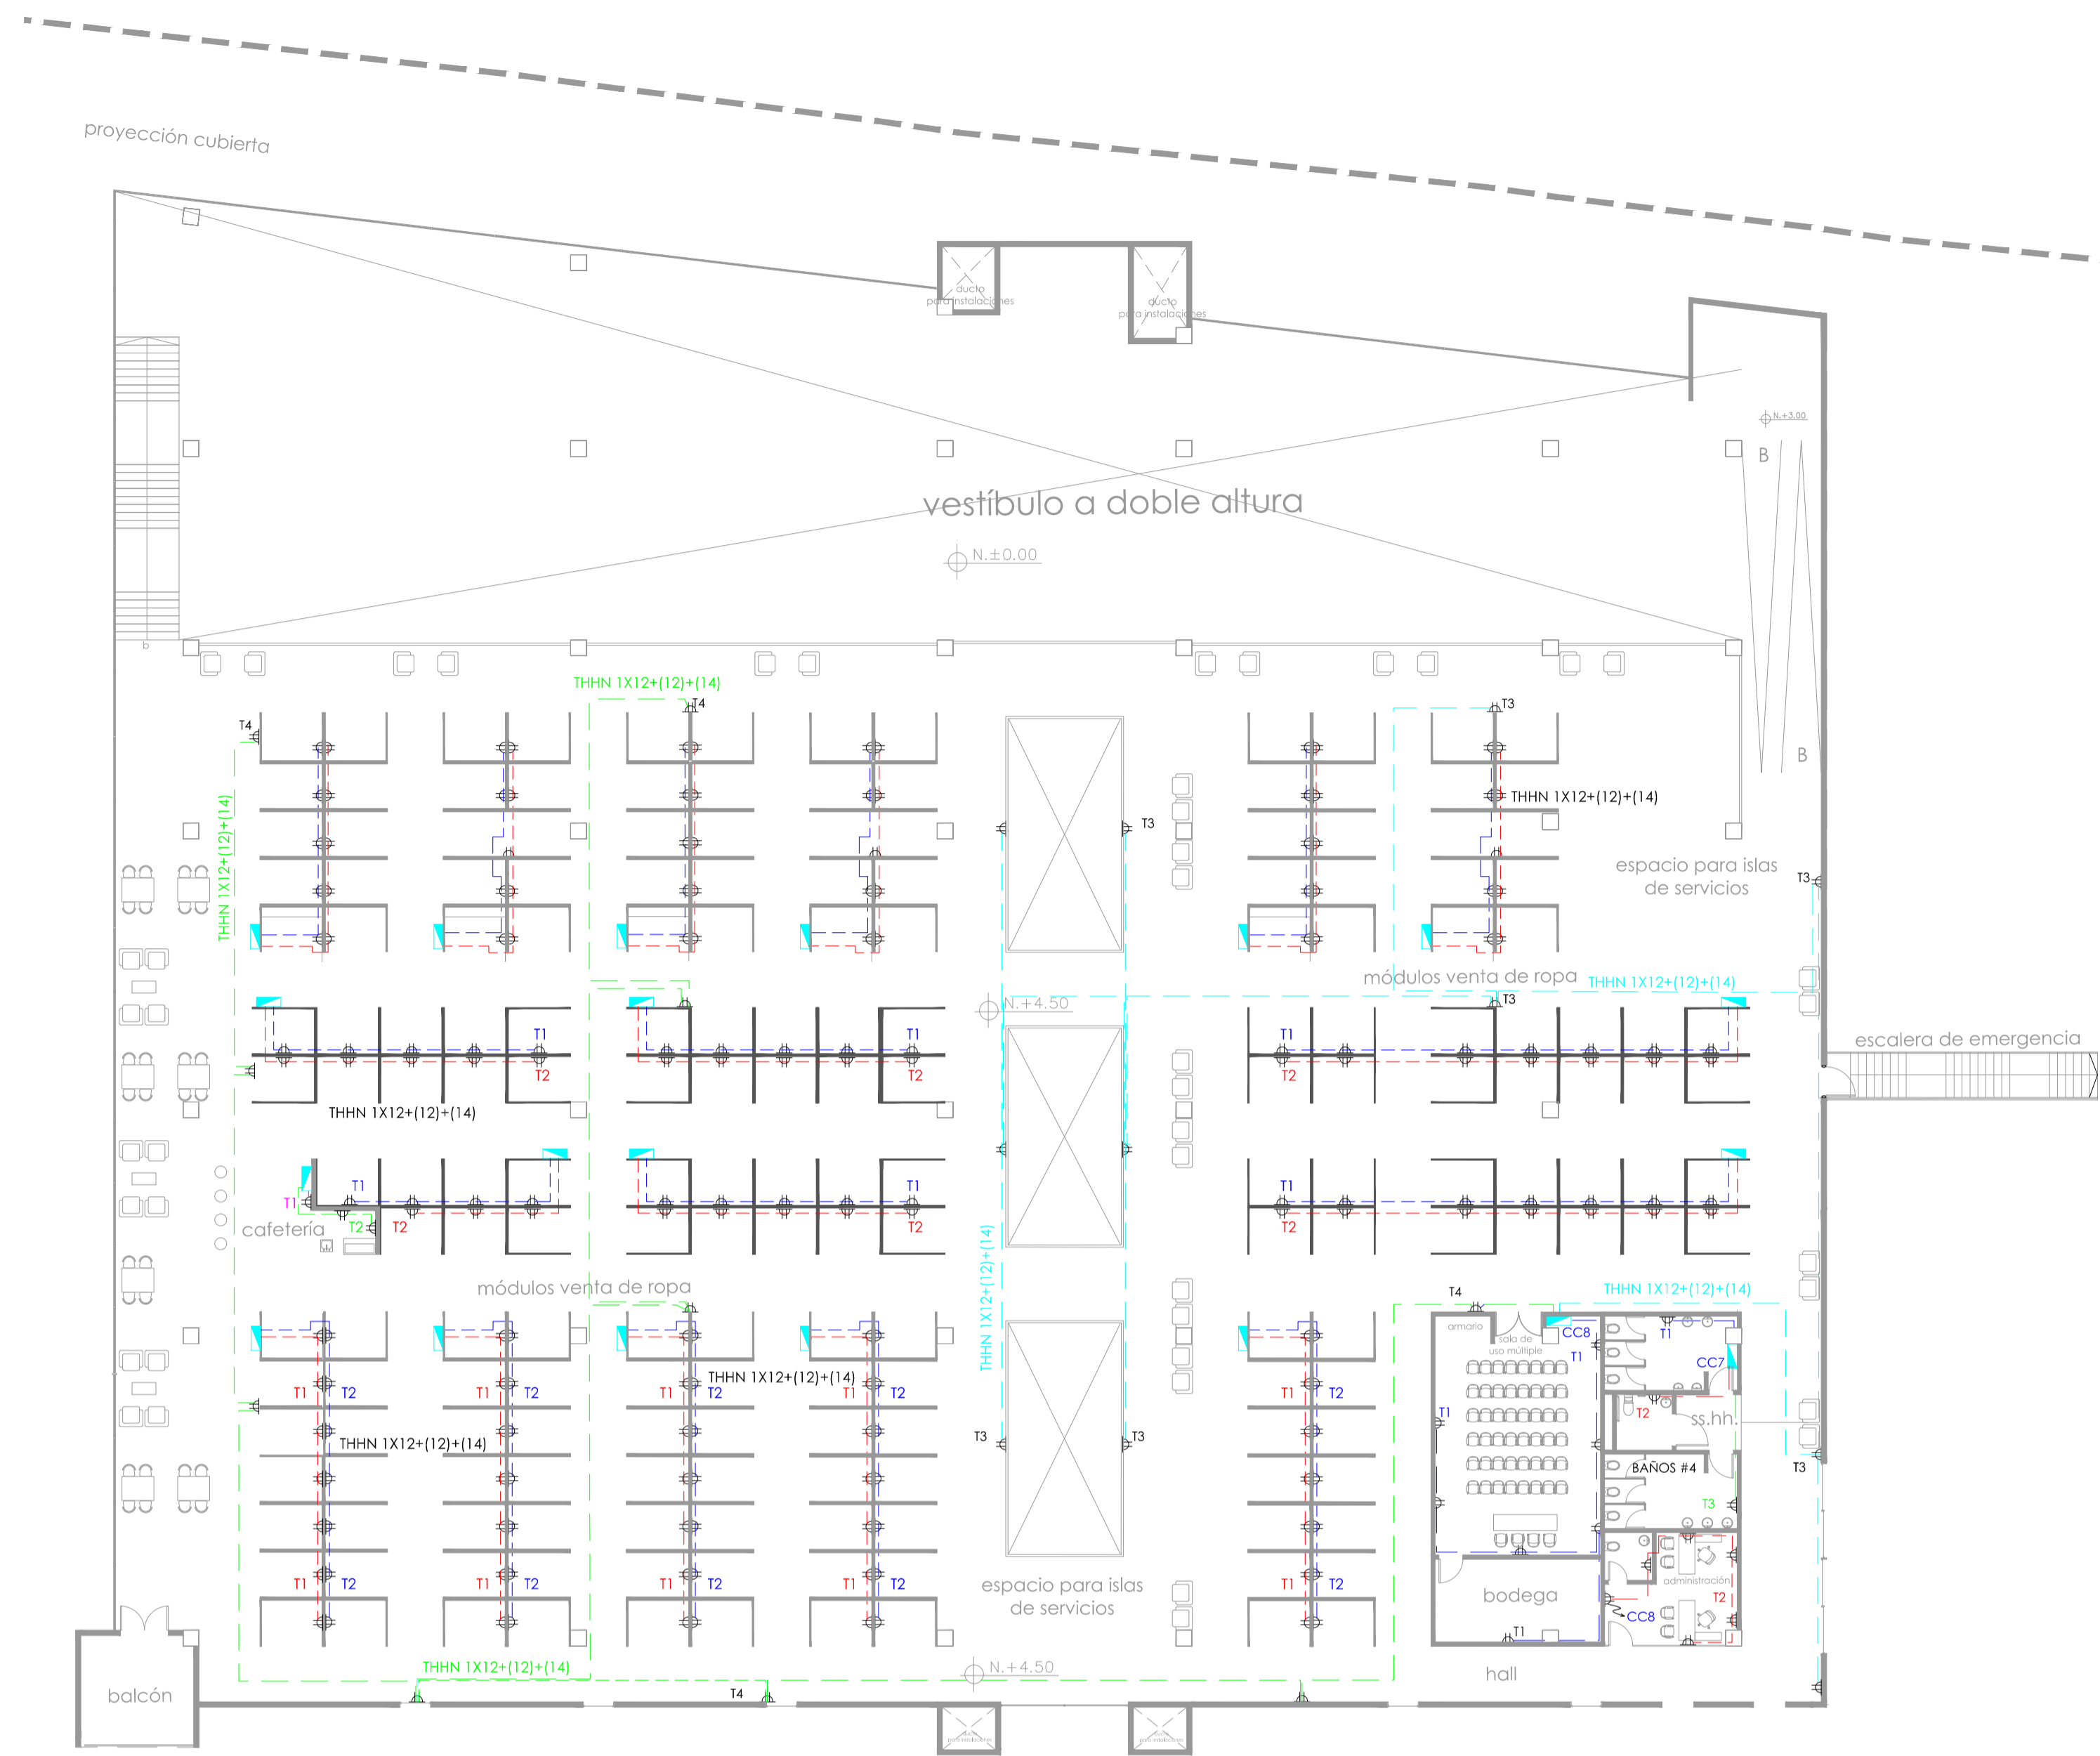 proyección cubierta
ducto
para instalaciones
ducto
para instalaciones
N.+3.00
B
vestíbulo a doble altura
N.±0.00
b
B
THHN 1X12+(12)+(14)
T4
T4
T3
THHN 1X12+(12)+(14)
THHN 1X12+(12)+(14)
T3
espacio para islas
de servicios
T3
módulos venta de ropa
THHN 1X12+(12)+(14)
N.+4.50
T3
T1
T1
T1
escalera de emergencia
T2
T2
T2
THHN 1X12+(12)+(14)
T1
T1
T1
T1
T2
T2
T2
T2
cafetería
THHN 1X12+(12)+(14)
módulos venta de ropa
THHN 1X12+(12)+(14)
T4
armario
sala de
uso múltiple
CC8
T1
T1
CC7
THHN 1X12+(12)+(14)
T1
T2
T1
T2
T1
T2
T1
T2
T1
T2
T1
T2
ss.hh.
THHN 1X12+(12)+(14)
T3
T3
BAÑOS #4
T3
T3
T1
T2
T1
T2
T1
T2
T1
T2
espacio para islas
de servicios
T1
T2
bodega
administración
T2
CC8
T1
THHN 1X12+(12)+(14)
N.+4.50
hall
balcón
T4